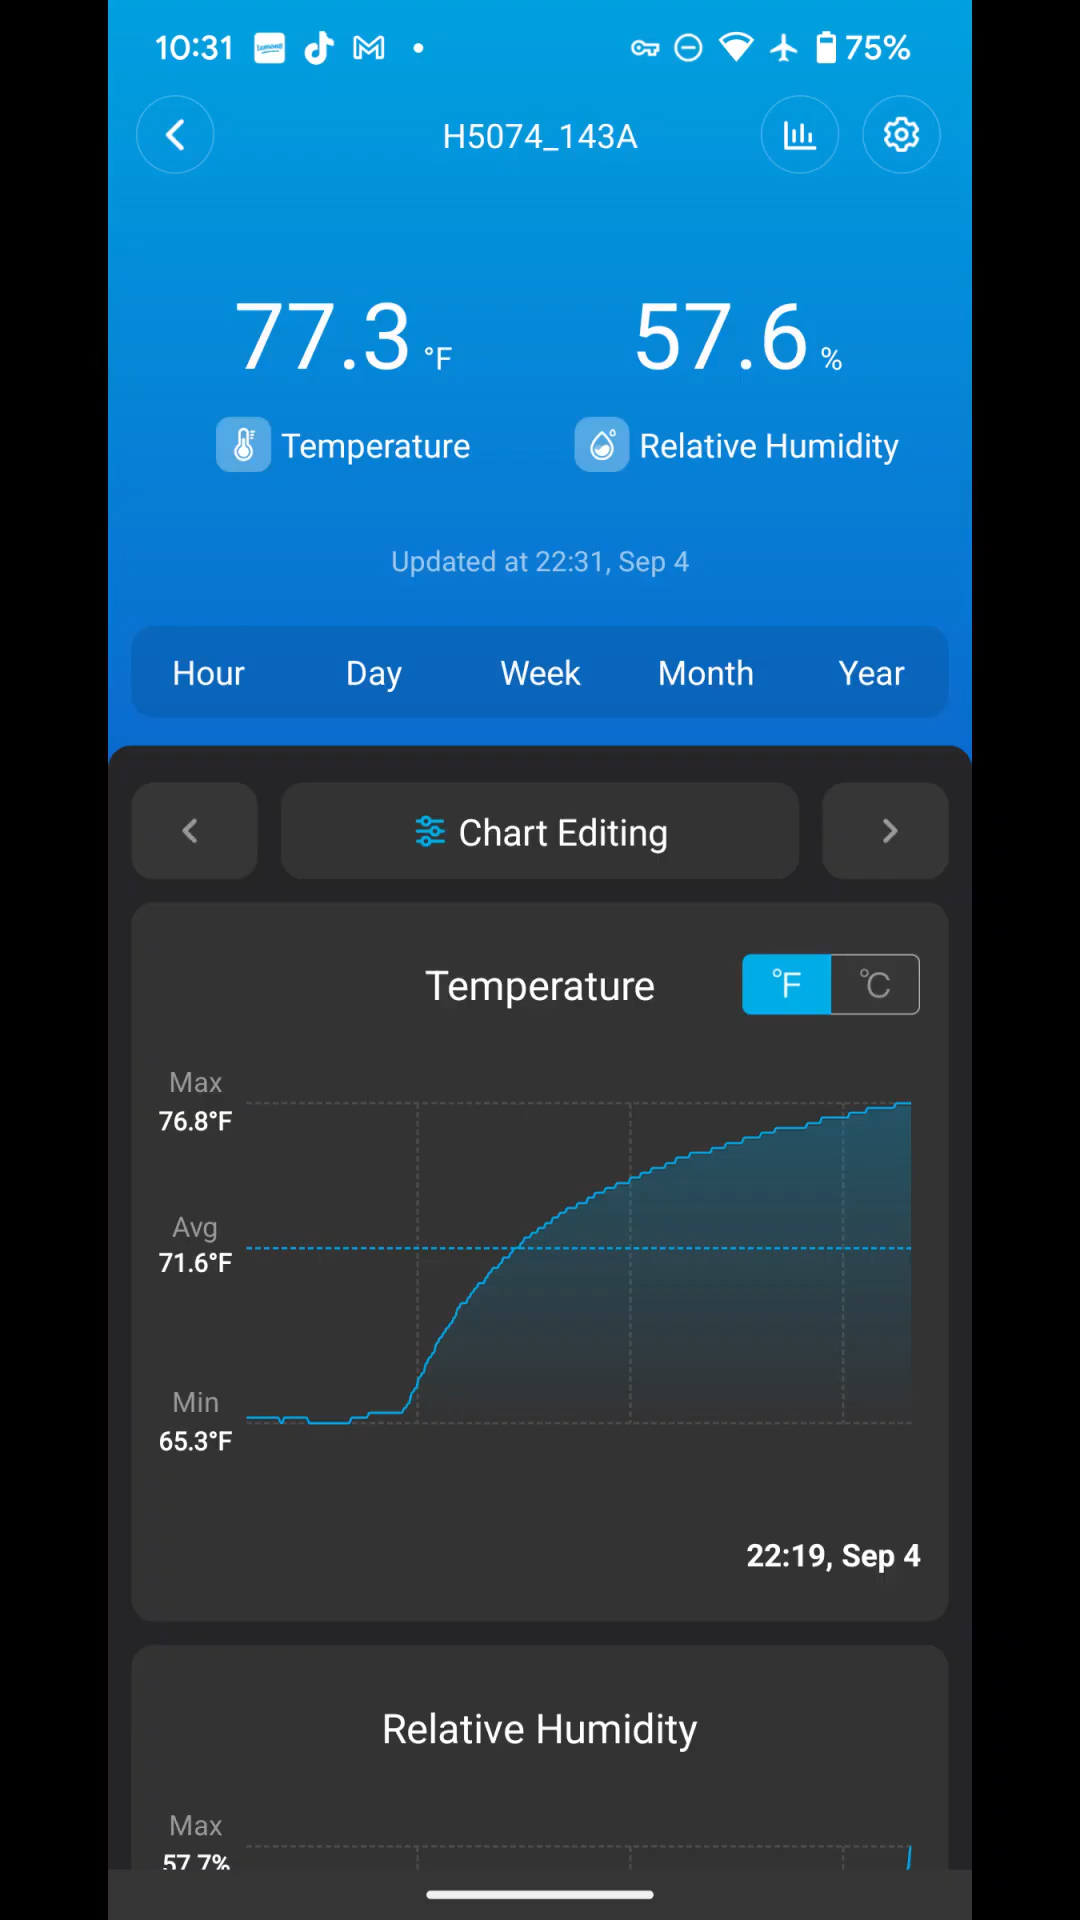 10:31
75%
H5074_143A
77.3 °F
57.6 %
Temperature
Relative Humidity
Updated at 22:31, Sep 4
Hour Day Week Month Year
Chart Editing
Temperature
°F °C
Max
76.8°F
Avg
71.6°F
Min
65.3°F
22:19, Sep 4
Relative Humidity
Max
57.7%